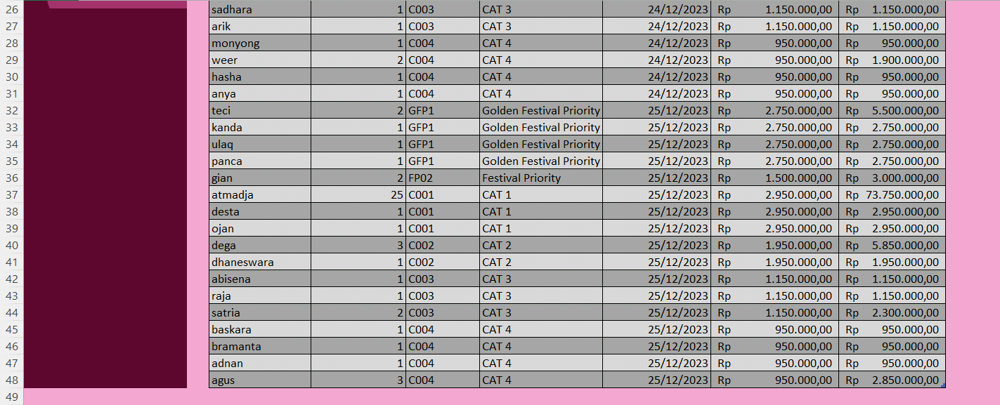 26 sadhara 1 C003 CAT 3 24/12/2023 Rp 1.150.000,00 Rp 1.150.000,00
27 arik 1 C003 CAT 3 24/12/2023 Rp 1.150.000,00 Rp 1.150.000,00
28 monyong 1 C004 CAT 4 24/12/2023 Rp 950.000,00 Rp 950.000,00
29 weer 2 C004 CAT 4 24/12/2023 Rp 950.000,00 Rp 1.900.000,00
30 hasha 1 C004 CAT 4 24/12/2023 Rp 950.000,00 Rp 950.000,00
31 anya 1 C004 CAT 4 24/12/2023 Rp 950.000,00 Rp 950.000,00
32 teci 2 GFP1 Golden Festival Priority 25/12/2023 Rp 2.750.000,00 Rp 5.500.000,00
33 kanda 1 GFP1 Golden Festival Priority 25/12/2023 Rp 2.750.000,00 Rp 2.750.000,00
34 ulaq 1 GFP1 Golden Festival Priority 25/12/2023 Rp 2.750.000,00 Rp 2.750.000,00
35 panca 1 GFP1 Golden Festival Priority 25/12/2023 Rp 2.750.000,00 Rp 2.750.000,00
36 gian 2 FP02 Festival Priority 25/12/2023 Rp 1.500.000,00 Rp 3.000.000,00
37 atmadja 25 C001 CAT 1 25/12/2023 Rp 2.950.000,00 Rp 73.750.000,00
38 desta 1 C001 CAT 1 25/12/2023 Rp 2.950.000,00 Rp 2.950.000,00
39 ojan 1 C001 CAT 1 25/12/2023 Rp 2.950.000,00 Rp 2.950.000,00
40 dega 3 C002 CAT 2 25/12/2023 Rp 1.950.000,00 Rp 5.850.000,00
41 dhaneswara 1 C002 CAT 2 25/12/2023 Rp 1.950.000,00 Rp 1.950.000,00
42 abisena 1 C003 CAT 3 25/12/2023 Rp 1.150.000,00 Rp 1.150.000,00
43 raja 1 C003 CAT 3 25/12/2023 Rp 1.150.000,00 Rp 1.150.000,00
44 satria 2 C003 CAT 3 25/12/2023 Rp 1.150.000,00 Rp 2.300.000,00
45 baskara 1 C004 CAT 4 25/12/2023 Rp 950.000,00 Rp 950.000,00
46 bramanta 1 C004 CAT 4 25/12/2023 Rp 950.000,00 Rp 950.000,00
47 adnan 1 C004 CAT 4 25/12/2023 Rp 950.000,00 Rp 950.000,00
48 agus 3 C004 CAT 4 25/12/2023 Rp 950.000,00 Rp 2.850.000,00
49